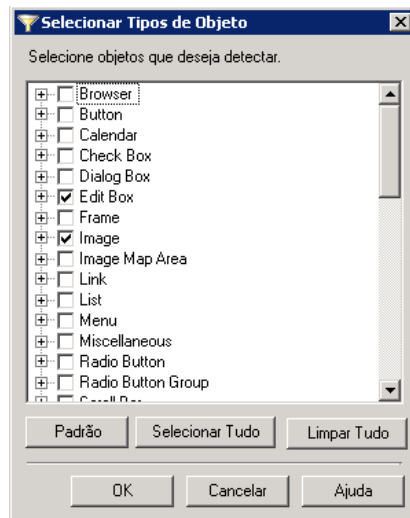 Selecionar Tipos de Objeto
Selecione objetos que deseja detectar.
Browser
Button
Calendar
Check Box
Dialog Box
Edit Box
Frame
Image
Image Map Area
Link
List
Menu
Miscellaneous
Radio Button
Radio Button Group
Padrão Selecionar Tudo Limpar Tudo
OK Cancelar Ajuda